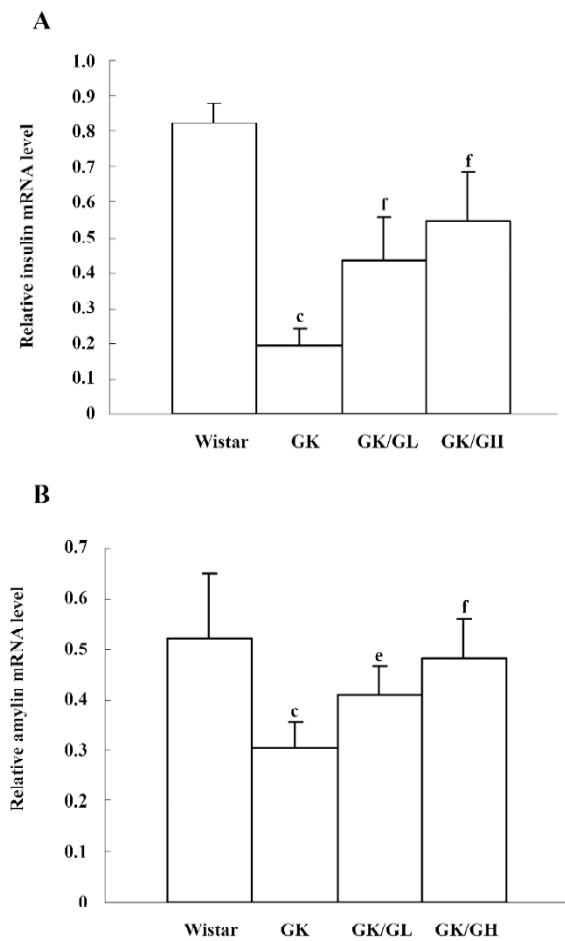 A
Relative insulin mRNA level
1.0
0.9
0.8
0.7
0.6
0.5
0.4
0.3
0.2
0.1
0
c
f
f
Wistar GK GK/GL GK/GII
B
Relative amylin mRNA level
0.7
0.6
0.5
0.4
0.3
0.2
0.1
0
c
e
f
Wistar GK GK/GL GK/GH